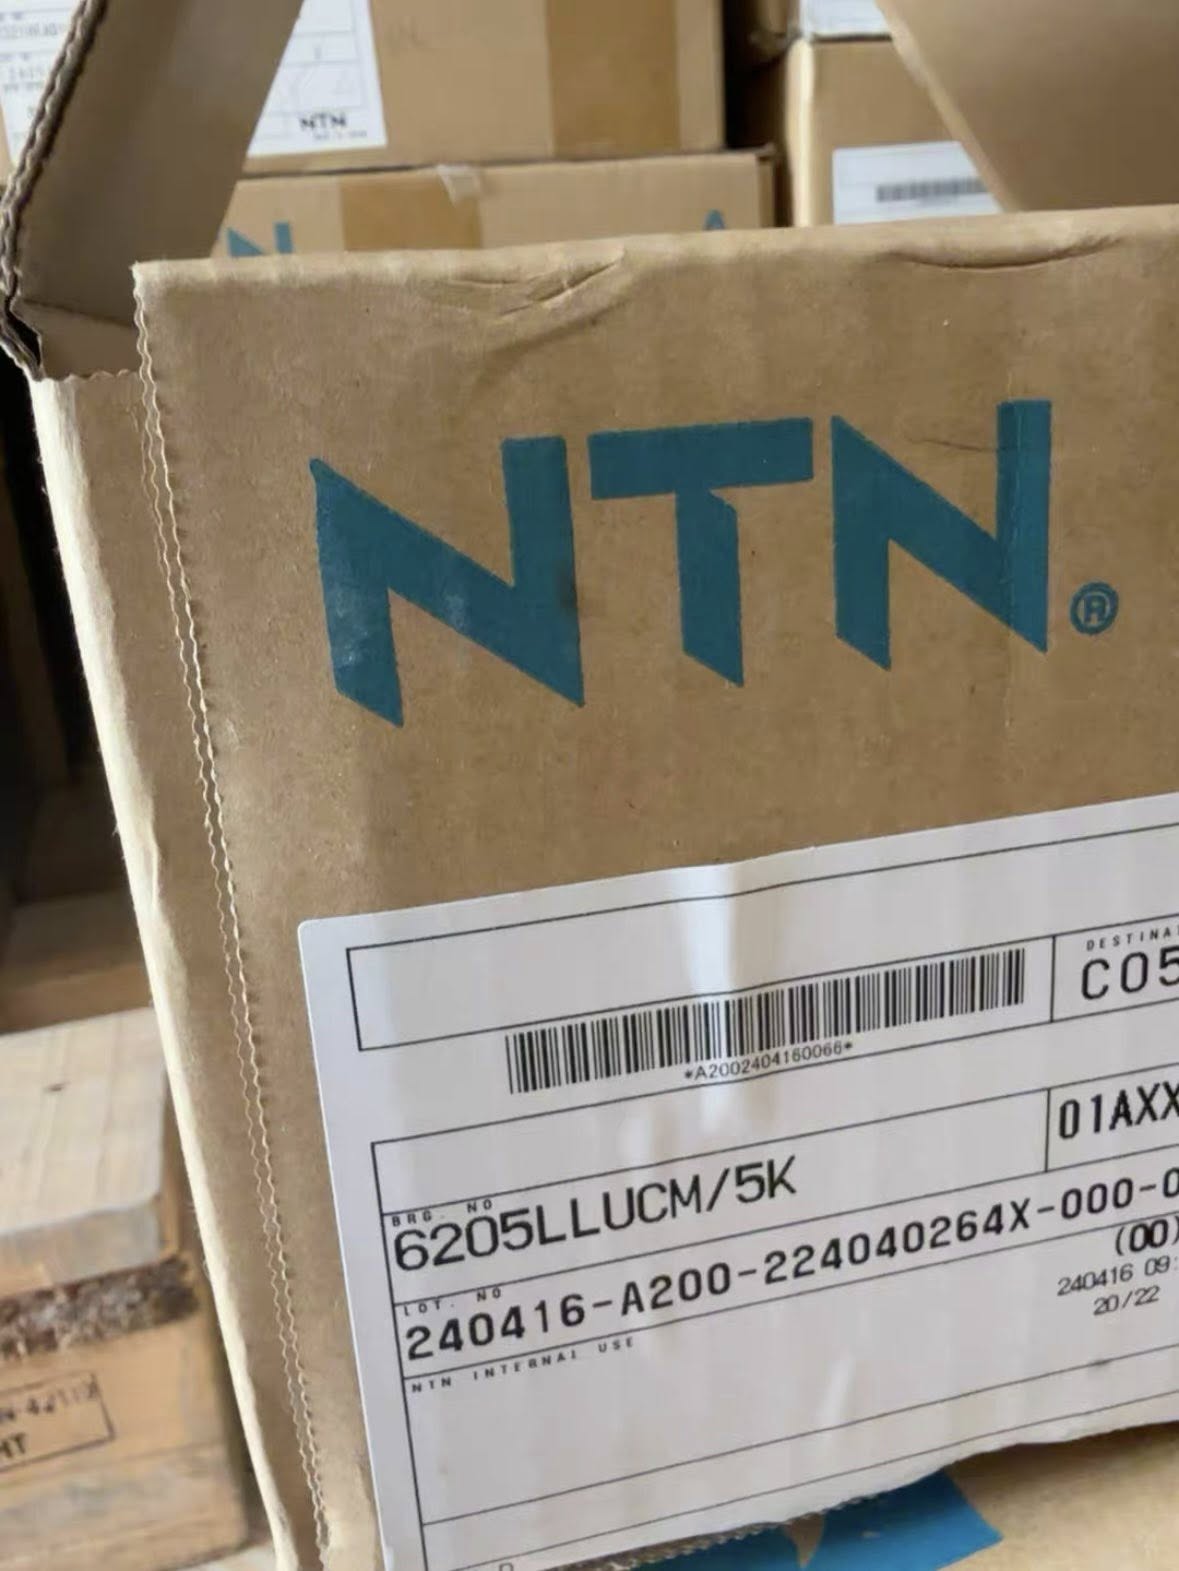 NTN
NTN®
DESTINA
C05
*A2002404160066*
01AXX
BRG. NO
6205LLUCM/5K
LOT. NO
240416-A200-224040264X-000-0
(00)
240416 09:
20/22
NTN INTERNAL USE